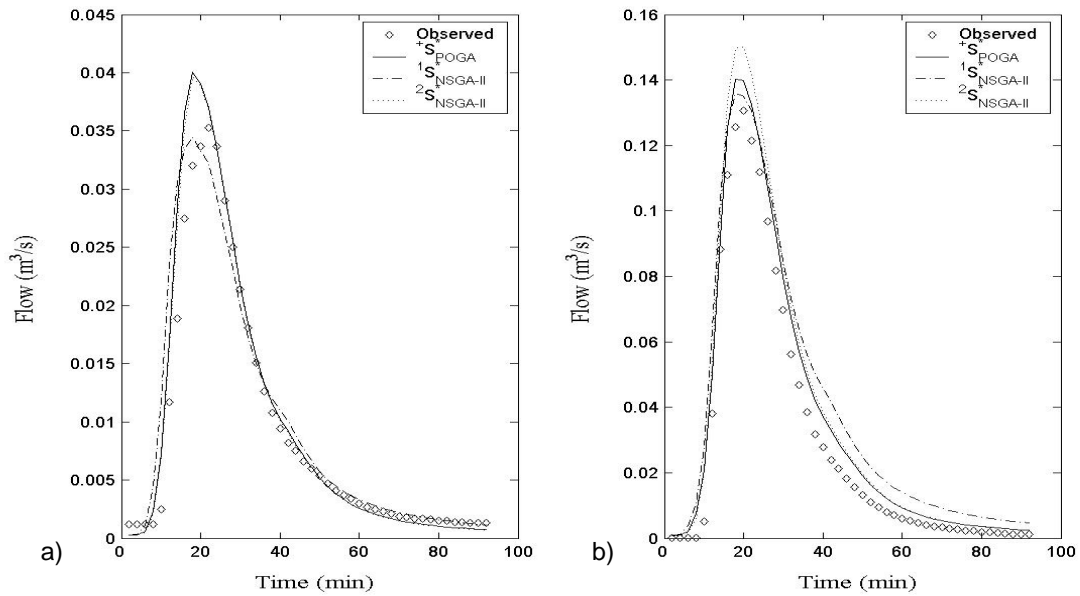 0.045
0.04
0.035
0.03
0.025
0.02
0.015
0.01
0.005
0
Flow (m³/s)
0 20 40 60 80 100
Time (min)
Observed
⁺S*POGA
¹S*NSGA-II
²S*NSGA-II
a)
0.16
0.14
0.12
0.1
0.08
0.06
0.04
0.02
0
Flow (m³/s)
0 20 40 60 80 100
Time (min)
Observed
⁺S*POGA
¹S*NSGA-II
²S*NSGA-II
b)